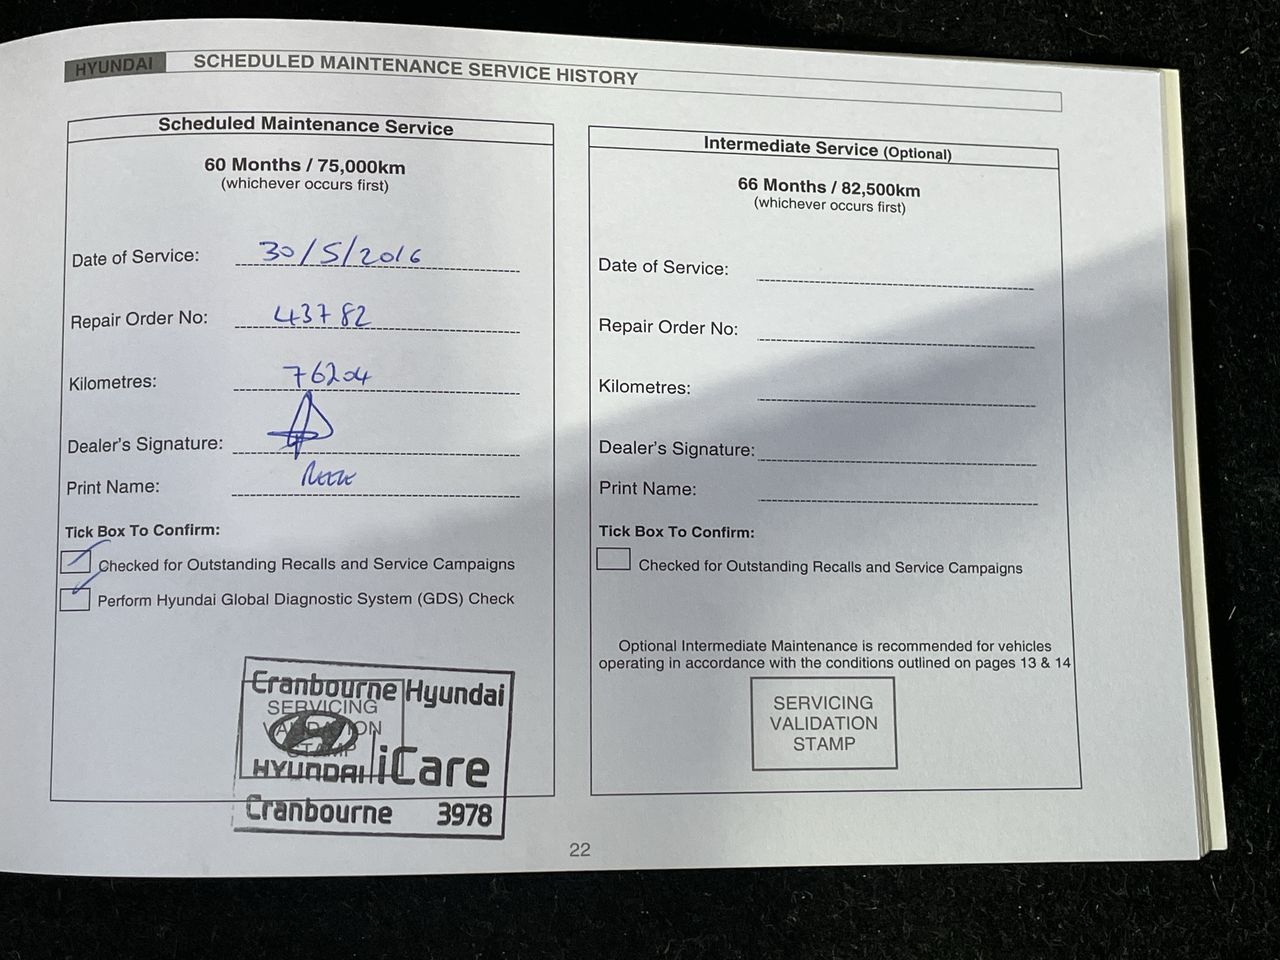 HYUNDAI SCHEDULED MAINTENANCE SERVICE HISTORY
Scheduled Maintenance Service
60 Months / 75,000km
(whichever occurs first)
Date of Service: 30/5/2016
Repair Order No: 43782
Kilometres: 76204
Dealer's Signature:
Print Name:
Tick Box To Confirm:
Checked for Outstanding Recalls and Service Campaigns
Perform Hyundai Global Diagnostic System (GDS) Check
Cranbourne Hyundai
SERVICING
VALIDATION
STAMP
HYUNDAI iCare
Cranbourne 3978
Intermediate Service (Optional)
66 Months / 82,500km
(whichever occurs first)
Date of Service:
Repair Order No:
Kilometres:
Dealer's Signature:
Print Name:
Tick Box To Confirm:
Checked for Outstanding Recalls and Service Campaigns
Optional Intermediate Maintenance is recommended for vehicles
operating in accordance with the conditions outlined on pages 13 & 14
SERVICING
VALIDATION
STAMP
22